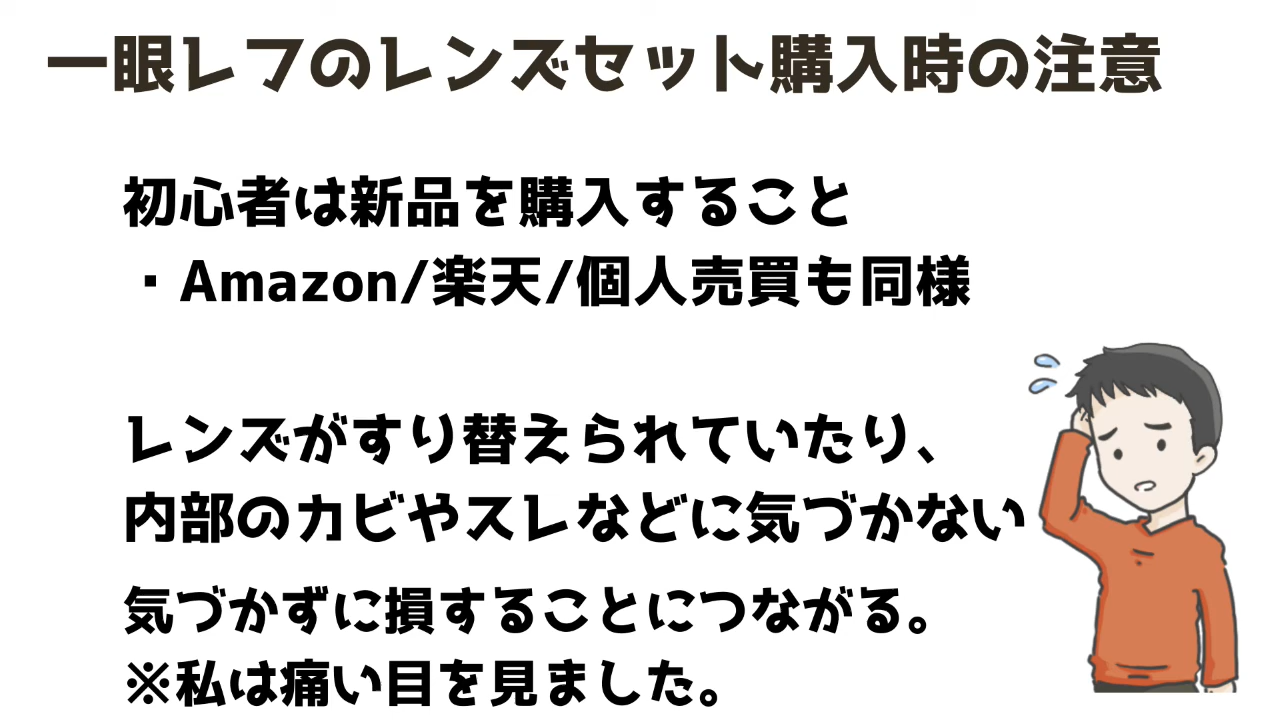 一眼レフのレンズセット購入時の注意
初心者は新品を購入すること
・Amazon/楽天/個人売買も同様
レンズがすり替えられていたり、
内部のカビやスレなどに気づかない
気づかずに損することにつながる。
※私は痛い目を見ました。